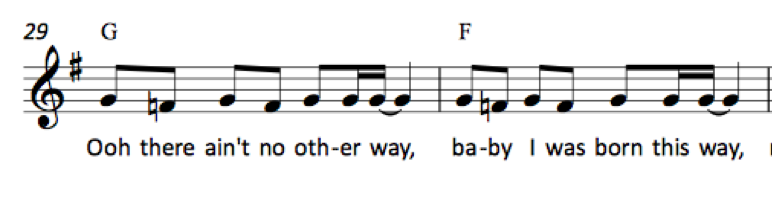 29 G F
Ooh there ain't no oth-er way, ba-by I was born this way,